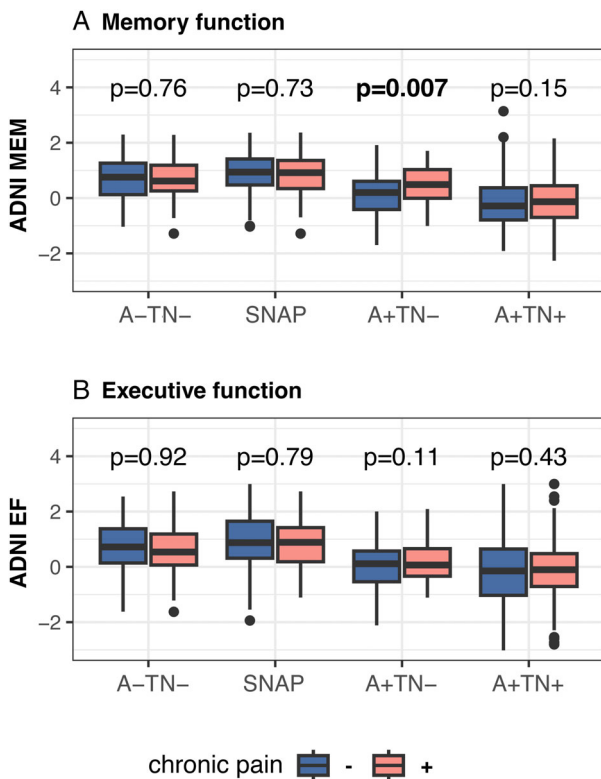 A Memory function
ADNI MEM
4
2
0
−2
p=0.76 p=0.73 p=0.007 p=0.15
A−TN− SNAP A+TN− A+TN+
B Executive function
ADNI EF
4
2
0
−2
p=0.92 p=0.79 p=0.11 p=0.43
A−TN− SNAP A+TN− A+TN+
chronic pain - +